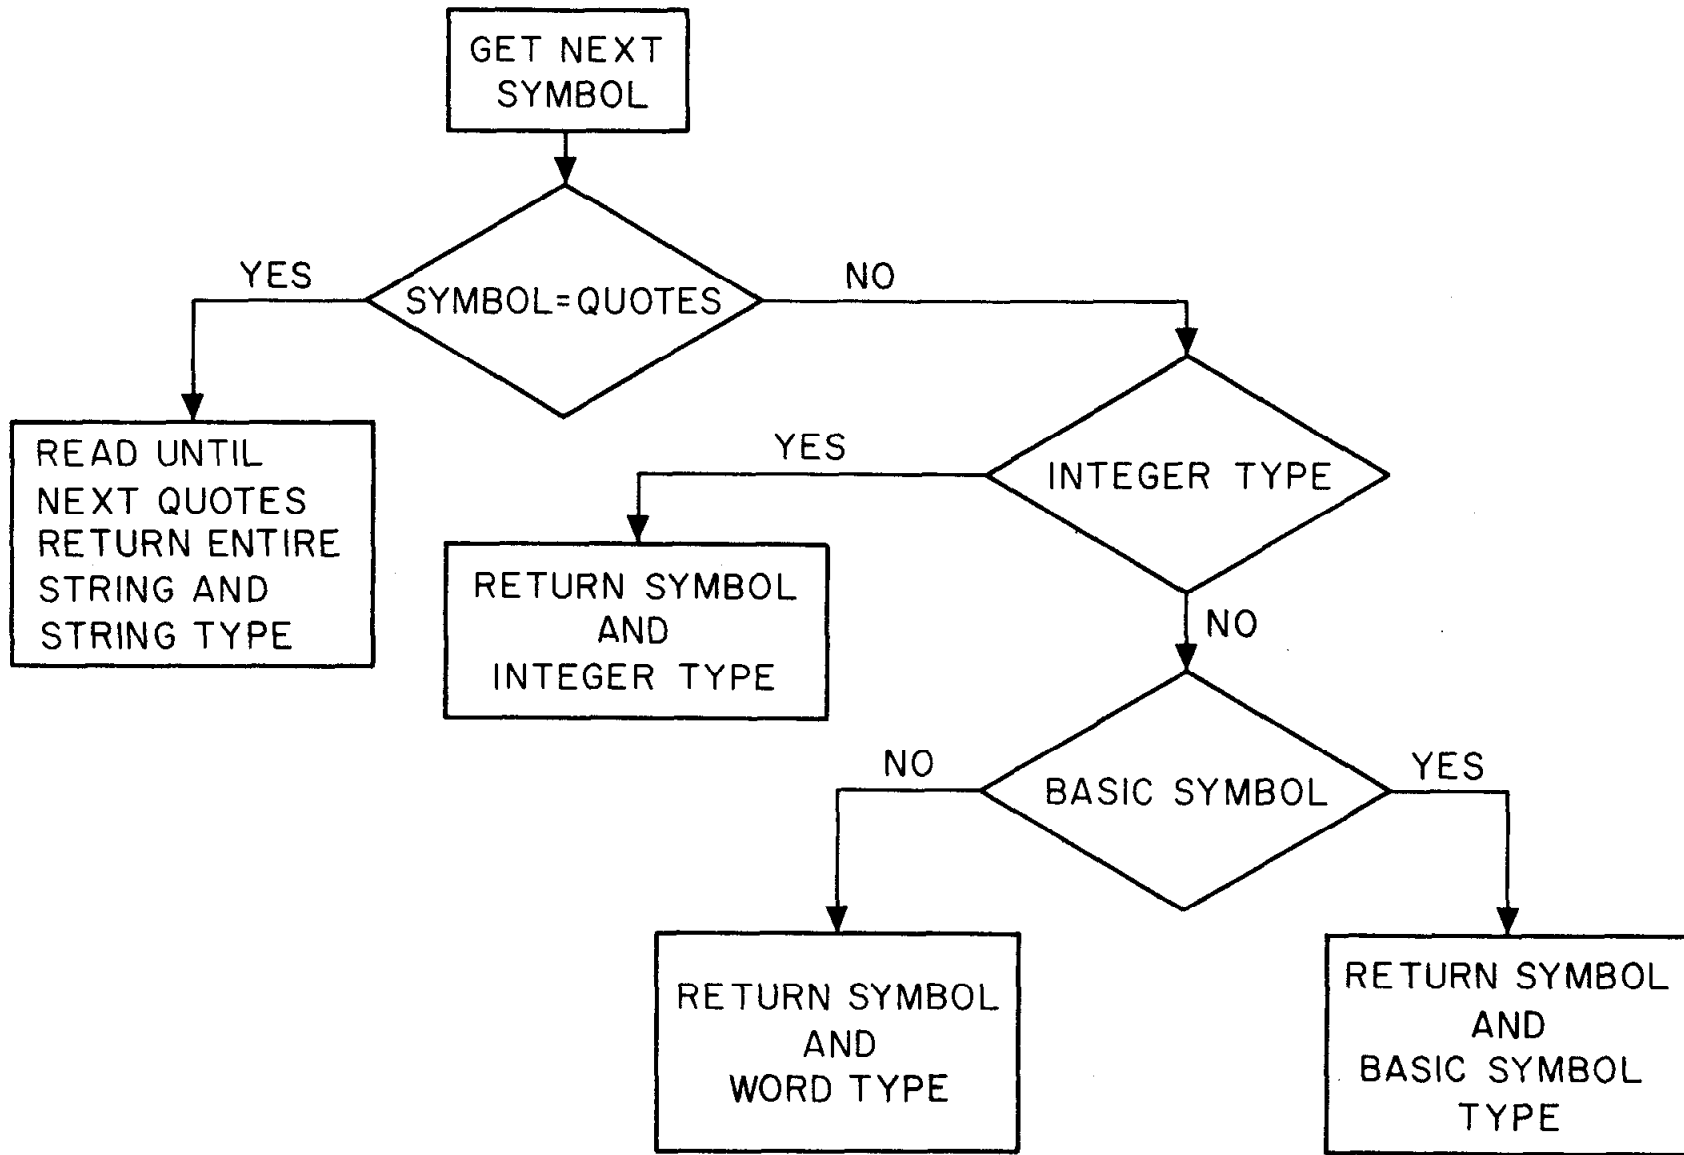 GET NEXT
SYMBOL
YES
NO
SYMBOL=QUOTES
READ UNTIL
NEXT QUOTES
RETURN ENTIRE
STRING AND
STRING TYPE
YES
INTEGER TYPE
RETURN SYMBOL
AND
INTEGER TYPE
NO
NO
BASIC SYMBOL
YES
RETURN SYMBOL
AND
WORD TYPE
RETURN SYMBOL
AND
BASIC SYMBOL
TYPE